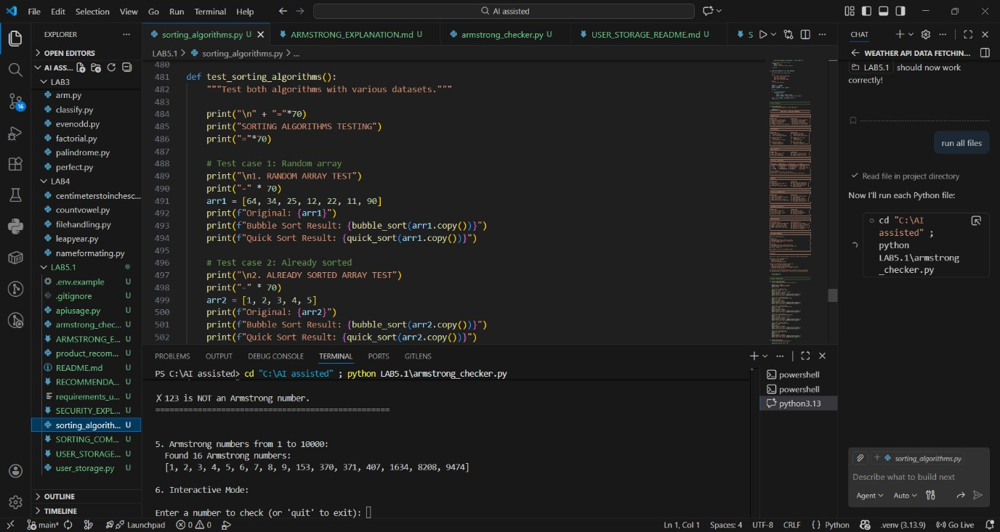 File Edit Selection View Go Run Terminal Help
AI assisted
EXPLORER
OPEN EDITORS
AI ASS...
LAB3
arm.py
classify.py
evenodd.py
factorial.py
palindrome.py
perfect.py
LAB4
centimeterstoinchesc...
countvowel.py
filehandling.py
leapyear.py
nameformating.py
LAB5.1
.env.example U
.gitignore U
apiusage.py U
armstrong_chec... U
ARMSTRONG_E... U
product_recom... U
README.md U
RECOMMENDA... U
requirements_u... U
SECURITY_EXPL... U
sorting_algorith... U
SORTING_COM... U
USER_STORAGE... U
user_storage.py U
OUTLINE
TIMELINE
16
sorting_algorithms.py U
ARMSTRONG_EXPLANATION.md U
armstrong_checker.py U
USER_STORAGE_README.md U
S
LAB5.1 > sorting_algorithms.py > ...
480
481 def test_sorting_algorithms():
482 """Test both algorithms with various datasets."""
483
484 print("\n" + "="*70)
485 print("SORTING ALGORITHMS TESTING")
486 print("="*70)
487
488 # Test case 1: Random array
489 print("\n1. RANDOM ARRAY TEST")
490 print("-" * 70)
491 arr1 = [64, 34, 25, 12, 22, 11, 90]
492 print(f"Original: {arr1}")
493 print(f"Bubble Sort Result: {bubble_sort(arr1.copy())}")
494 print(f"Quick Sort Result: {quick_sort(arr1.copy())}")
495
496 # Test case 2: Already sorted
497 print("\n2. ALREADY SORTED ARRAY TEST")
498 print("-" * 70)
499 arr2 = [1, 2, 3, 4, 5]
500 print(f"Original: {arr2}")
501 print(f"Bubble Sort Result: {bubble_sort(arr2.copy())}")
502 print(f"Quick Sort Result: {quick_sort(arr2.copy())}")
PROBLEMS OUTPUT DEBUG CONSOLE TERMINAL PORTS GITLENS
PS C:\AI assisted> cd "C:\AI assisted" ; python LAB5.1\armstrong_checker.py
✗ 123 is NOT an Armstrong number.
==================================================
5. Armstrong numbers from 1 to 10000:
Found 16 Armstrong numbers:
[1, 2, 3, 4, 5, 6, 7, 8, 9, 153, 370, 371, 407, 1634, 8208, 9474]
6. Interactive Mode:
Enter a number to check (or 'quit' to exit):
powershell
powershell
python3.13
CHAT
WEATHER API DATA FETCHIN...
LAB5.1 should now work
correctly!
run all files
Read file in project directory
Now I'll run each Python file:
cd "C:\AI
assisted" ;
python
LAB5.1\armstrong
_checker.py
sorting_algorithms.py
Describe what to build next
Agent Auto
main* Launchpad 0 0
Ln 1, Col 1 Spaces: 4 UTF-8 CRLF {} Python .venv (3.13.9) Go Live